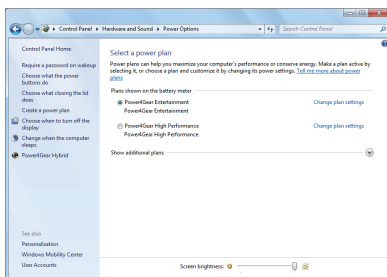 Control Panel ▸ Hardware and Sound ▸ Power Options
Search Control Panel
Control Panel Home
Require a password on wakeup
Choose what the power
buttons do
Choose what closing the lid
does
Create a power plan
Choose when to turn off the
display
Change when the computer
sleeps
Power4Gear Hybrid
See also
Personalization
Windows Mobility Center
User Accounts
Select a power plan
Power plans can help you maximize your computer's performance or conserve energy. Make a plan active by
selecting it, or choose a plan and customize it by changing its power settings. Tell me more about power
plans
Plans shown on the battery meter
Power4Gear Entertainment Change plan settings
Power4Gear Entertainment
Power4Gear High Performance Change plan settings
Power4Gear High Performance
Show additional plans
Screen brightness: